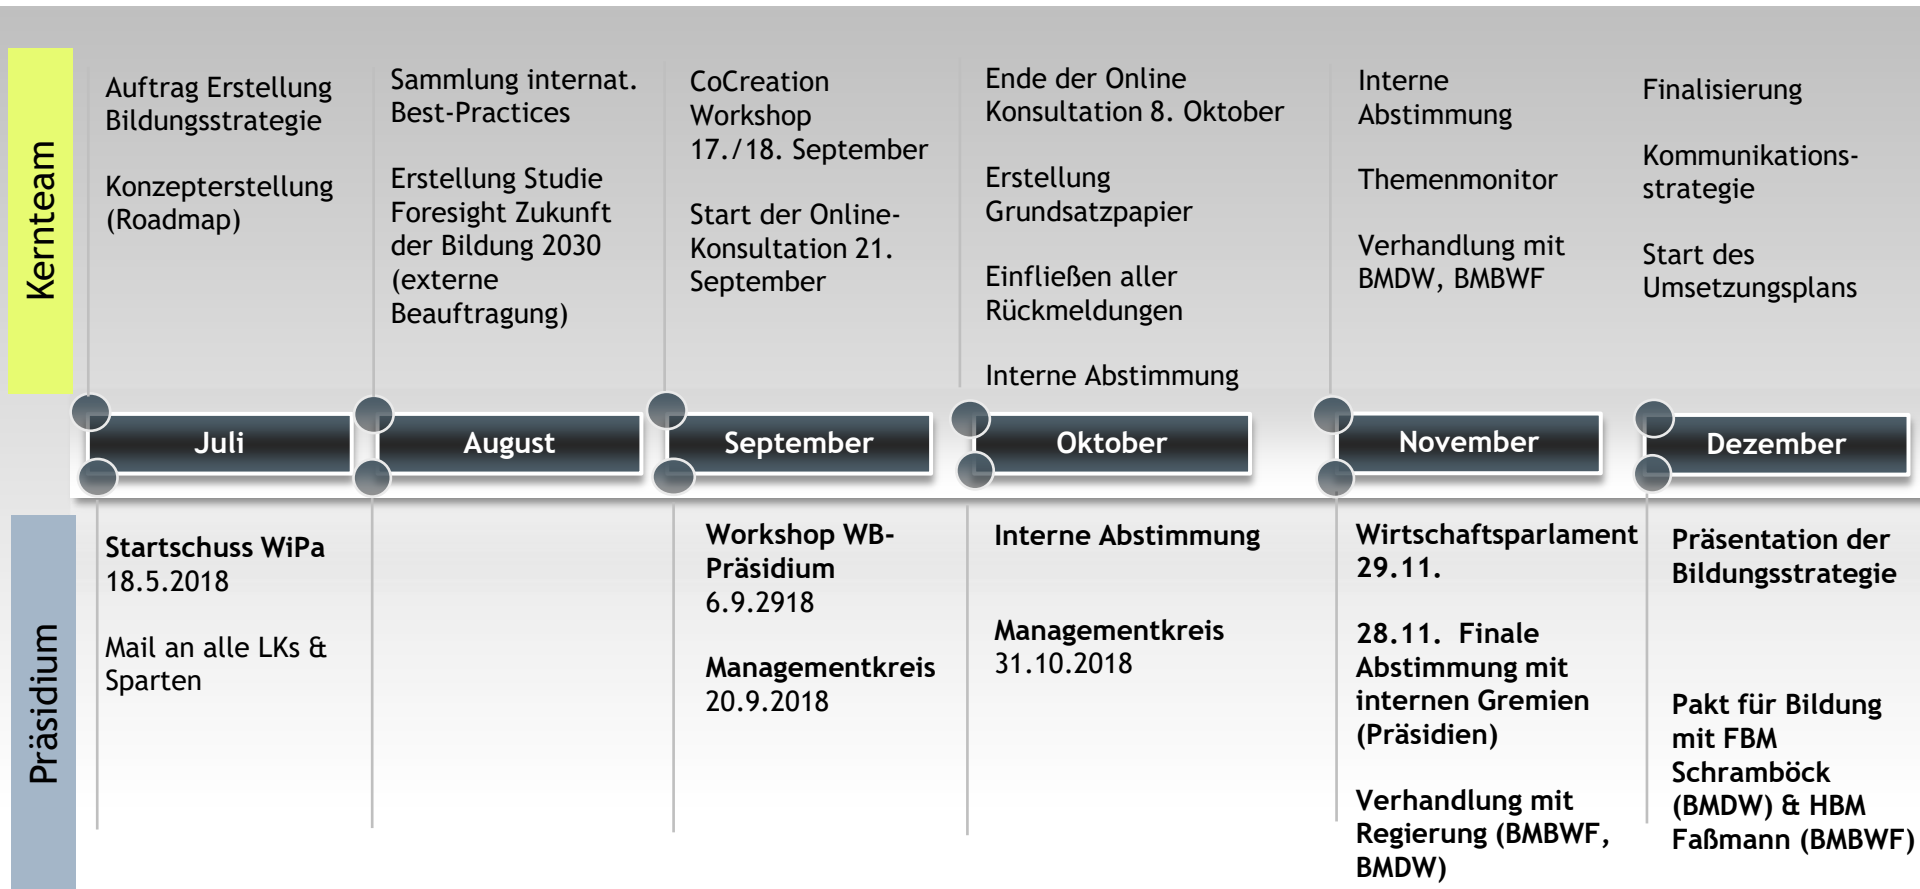 Kernteam
Auftrag Erstellung
Bildungsstrategie
Konzepterstellung
(Roadmap)
Sammlung internat.
Best-Practices
Erstellung Studie
Foresight Zukunft
der Bildung 2030
(externe
Beauftragung)
CoCreation
Workshop
17./18. September
Start der Online-
Konsultation 21.
September
Ende der Online
Konsultation 8. Oktober
Erstellung
Grundsatzpapier
Einfließen aller
Rückmeldungen
Interne Abstimmung
Interne
Abstimmung
Themenmonitor
Verhandlung mit
BMDW, BMBWF
Finalisierung
Kommunikations-
strategie
Start des
Umsetzungsplans
Juli
August
September
Oktober
November
Dezember
Präsidium
Startschuss WiPa
18.5.2018
Mail an alle LKs &
Sparten
Workshop WB-
Präsidium
6.9.2918
Managementkreis
20.9.2018
Interne Abstimmung
Managementkreis
31.10.2018
Wirtschaftsparlament
29.11.
28.11. Finale
Abstimmung mit
internen Gremien
(Präsidien)
Verhandlung mit
Regierung (BMBWF,
BMDW)
Präsentation der
Bildungsstrategie
Pakt für Bildung
mit FBM
Schramböck
(BMDW) & HBM
Faßmann (BMBWF)